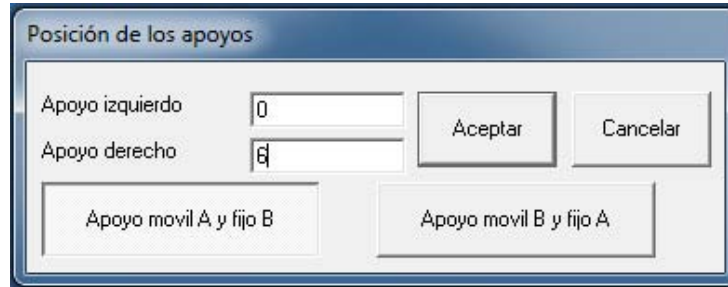 Posición de los apoyos
Apoyo izquierdo 0 Aceptar Cancelar
Apoyo derecho 6
Apoyo movil A y fijo B Apoyo movil B y fijo A